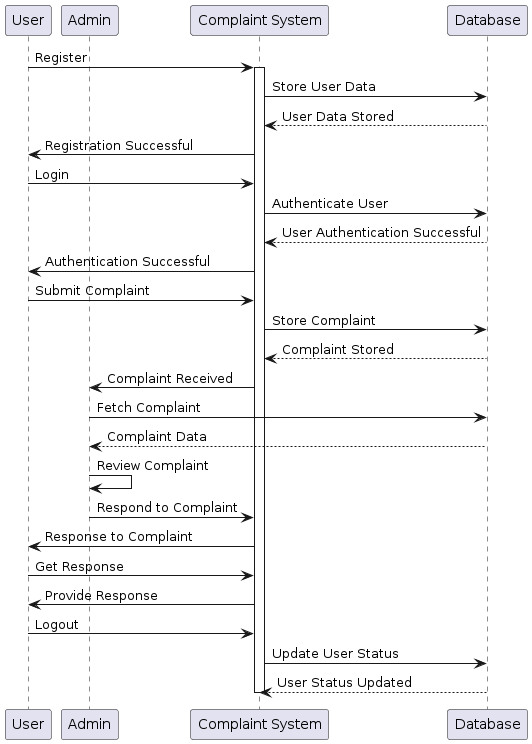 User Admin Complaint System Database
Register
Store User Data
User Data Stored
Registration Successful
Login
Authenticate User
User Authentication Successful
Authentication Successful
Submit Complaint
Store Complaint
Complaint Stored
Complaint Received
Fetch Complaint
Complaint Data
Review Complaint
Respond to Complaint
Response to Complaint
Get Response
Provide Response
Logout
Update User Status
User Status Updated
User Admin Complaint System Database